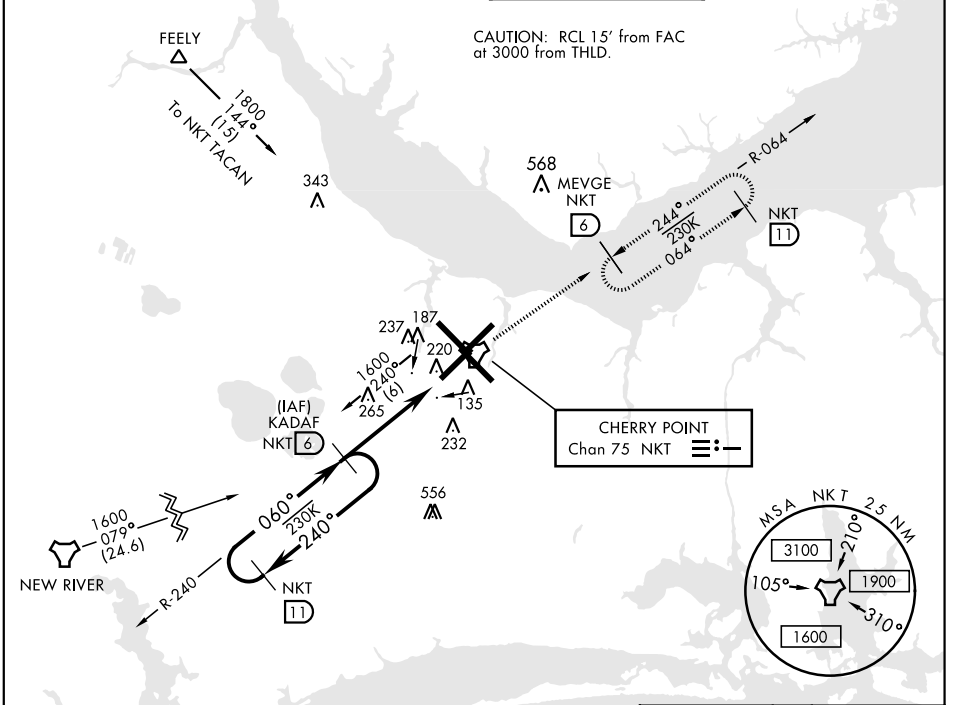 CAUTION: RCL 15' from FAC
at 3000 from THLD.
FEELY
1800
144°
(15)
To NKT TACAN
343
568
MEVGE
NKT
6
R-064
244°
230K
064°
NKT
11
237
187
220
1600
240°
(6)
265
135
232
(IAF)
KADAF
NKT 6
CHERRY POINT
Chan 75 NKT
556
060°
230K
240°
1600
079°
(24.6)
NEW RIVER
R-240
NKT
11
MSA NKT 25 NM
3100
210°
105°
1900
310°
1600